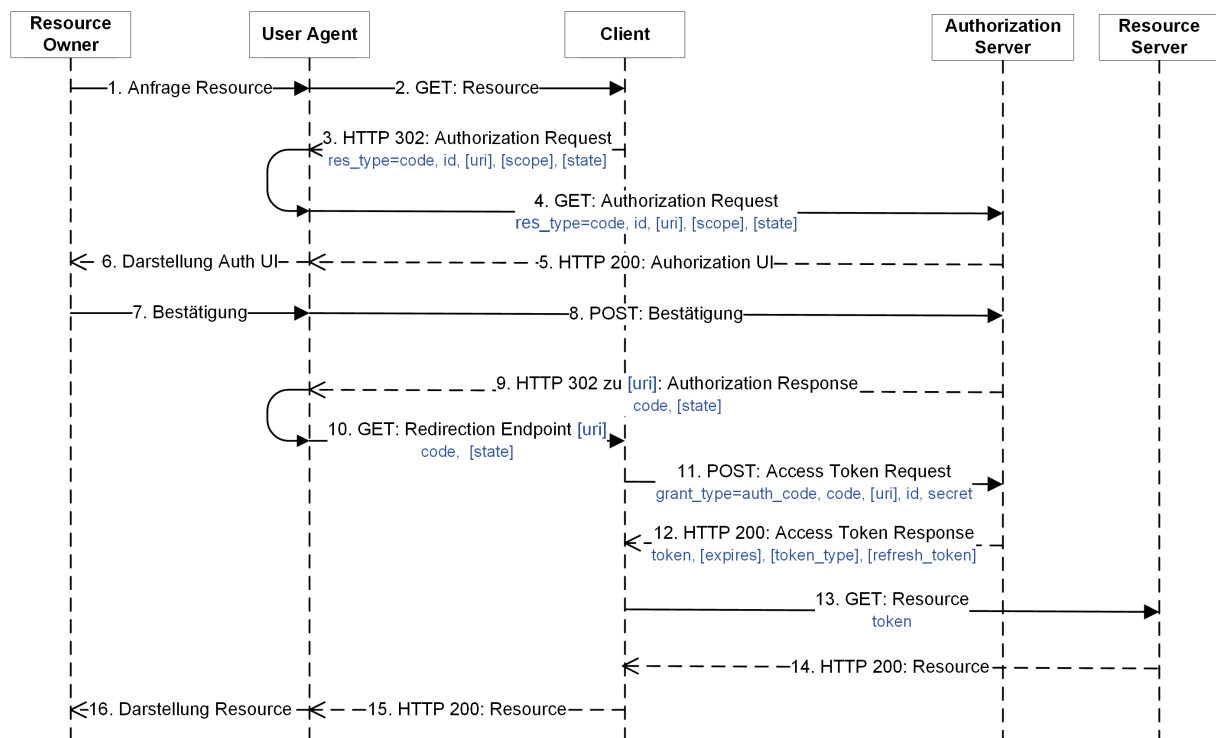 Resource
Owner
User Agent
Client
Authorization
Server
Resource
Server
1. Anfrage Resource
2. GET: Resource
3. HTTP 302: Authorization Request
res_type=code, id, [uri], [scope], [state]
4. GET: Authorization Request
res_type=code, id, [uri], [scope], [state]
6. Darstellung Auth UI
5. HTTP 200: Auhorization UI
7. Bestätigung
8. POST: Bestätigung
9. HTTP 302 zu [uri]: Authorization Response
code, [state]
10. GET: Redirection Endpoint [uri]
code, [state]
11. POST: Access Token Request
grant_type=auth_code, code, [uri], id, secret
12. HTTP 200: Access Token Response
token, [expires], [token_type], [refresh_token]
13. GET: Resource
token
14. HTTP 200: Resource
16. Darstellung Resource
15. HTTP 200: Resource